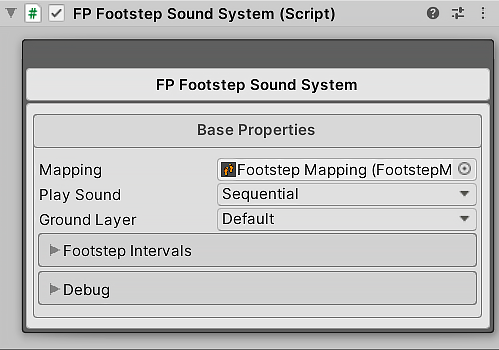 FP Footstep Sound System (Script)
FP Footstep Sound System
Base Properties
Mapping Footstep Mapping (FootstepM
Play Sound Sequential
Ground Layer Default
Footstep Intervals
Debug